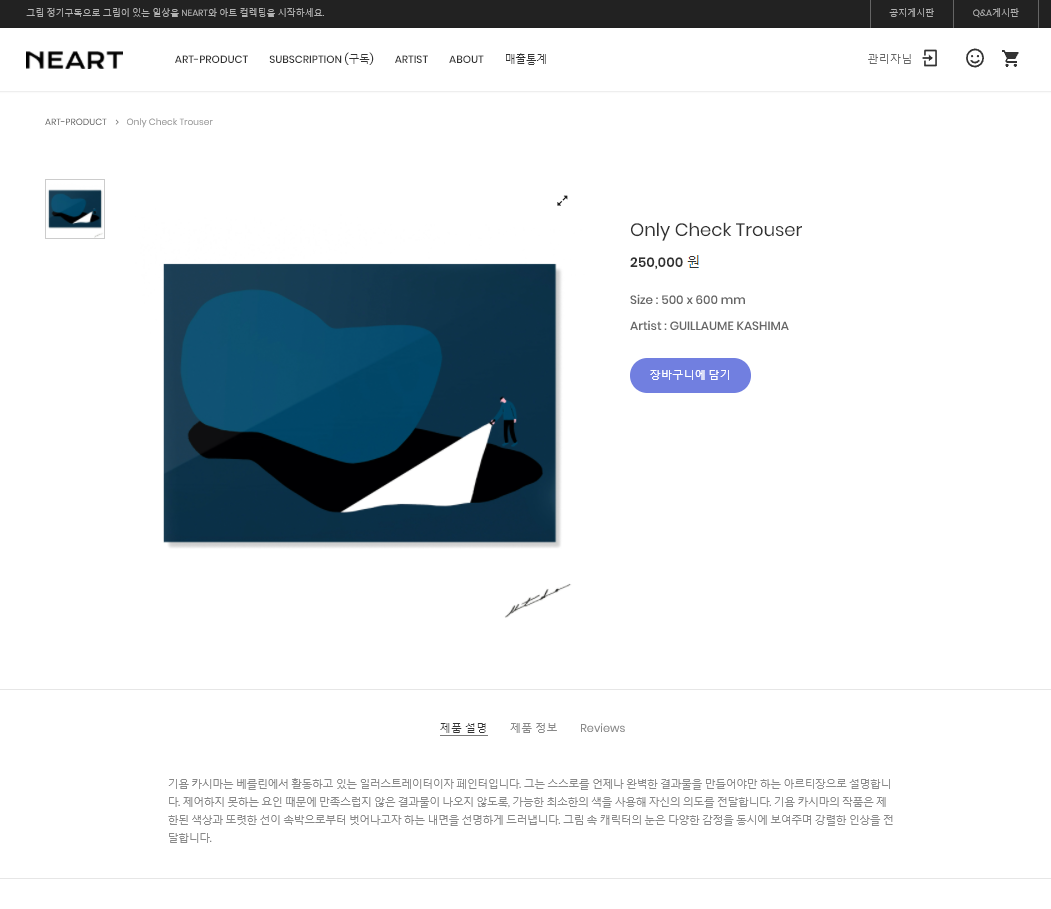 그림 정기구독으로 그림이 있는 일상을 NEART와 아트 컬렉팅을 시작하세요.
공지게시판
Q&A게시판
NEART
ART-PRODUCT
SUBSCRIPTION (구독)
ARTIST
ABOUT
매출통계
관리자님
ART-PRODUCT > Only Check Trouser
Only Check Trouser
250,000 원
Size : 500 x 600 mm
Artist : GUILLAUME KASHIMA
장바구니에 담기
제품 설명
제품 정보
Reviews
기욤 카시마는 베를린에서 활동하고 있는 일러스트레이터이자 페인터입니다. 그는 스스로를 언제나 완벽한 결과물을 만들어야만 하는 아르티장으로 설명합니
다. 제어하지 못하는 요인 때문에 만족스럽지 않은 결과물이 나오지 않도록, 가능한 최소한의 색을 사용해 자신의 의도를 전달합니다. 기욤 카시마의 작품은 제
한된 색상과 또렷한 선이 속박으로부터 벗어나고자 하는 내면을 선명하게 드러냅니다. 그림 속 캐릭터의 눈은 다양한 감정을 동시에 보여주며 강렬한 인상을 전
달합니다.